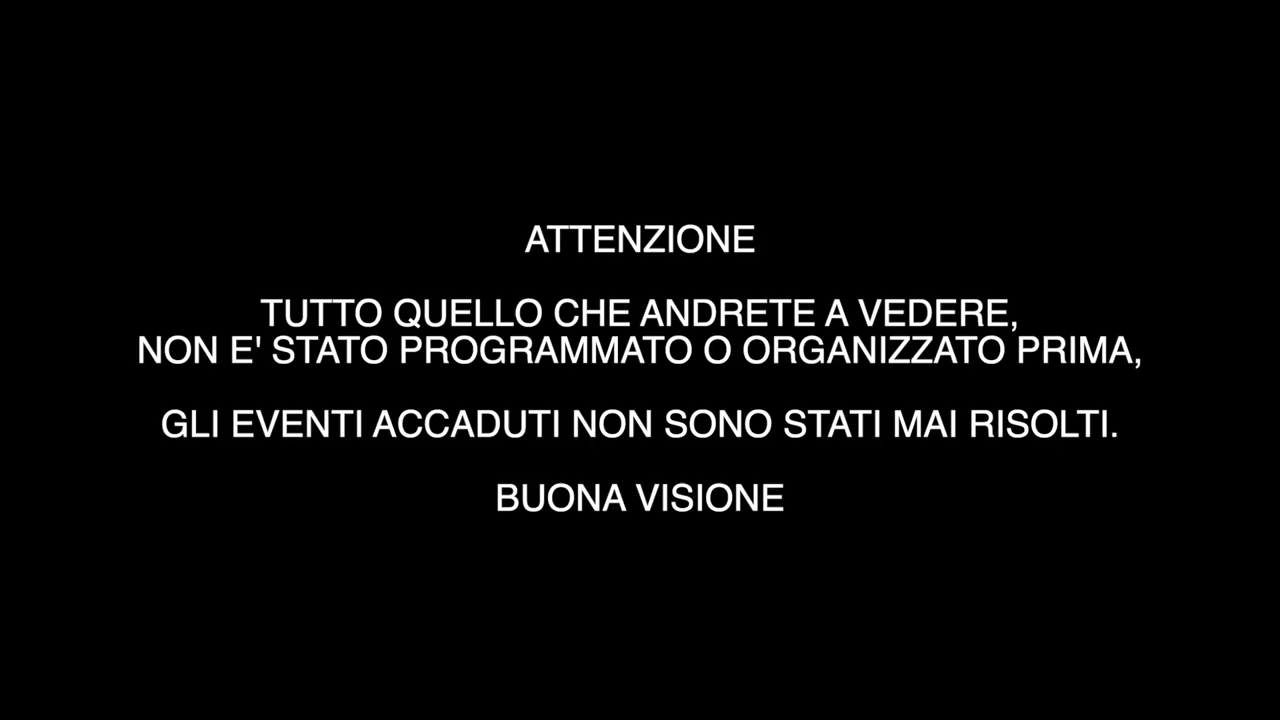 ATTENZIONE
TUTTO QUELLO CHE ANDRETE A VEDERE,
NON E' STATO PROGRAMMATO O ORGANIZZATO PRIMA,
GLI EVENTI ACCADUTI NON SONO STATI MAI RISOLTI.
BUONA VISIONE